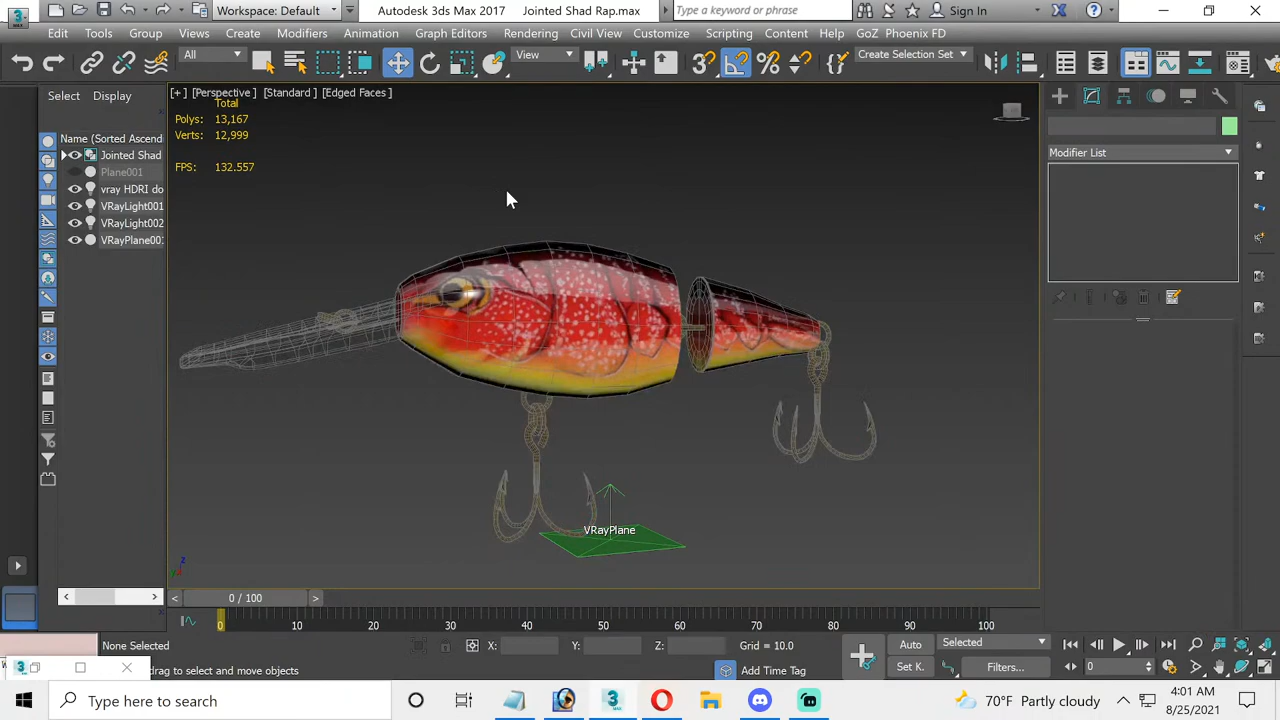 Workspace: Default
Autodesk 3ds Max 2017
Jointed Shad Rap.max
Type a keyword or phrase
Sign In
Edit Tools Group Views Create Modifiers Animation Graph Editors Rendering Civil View Customize Scripting Content Help GoZ Phoenix FD
All
View
Create Selection Set
Select Display
Name (Sorted Ascend
Jointed Shad
Plane001
vray HDRI do
VRayLight001
VRayLight002
VRayPlane001
[+] [Perspective] [Standard] [Edged Faces]
Total
Polys: 13,167
Verts: 12,999
FPS: 132.557
VRayPlane
Modifier List
0 / 100
0 10 20 30 40 50 60 70 80 90 100
None Selected
X: Y: Z: Grid = 10.0
drag to select and move objects
Add Time Tag
Auto
Selected
Set K.
Filters...
0
Type here to search
70°F Partly cloudy
4:01 AM
8/25/2021